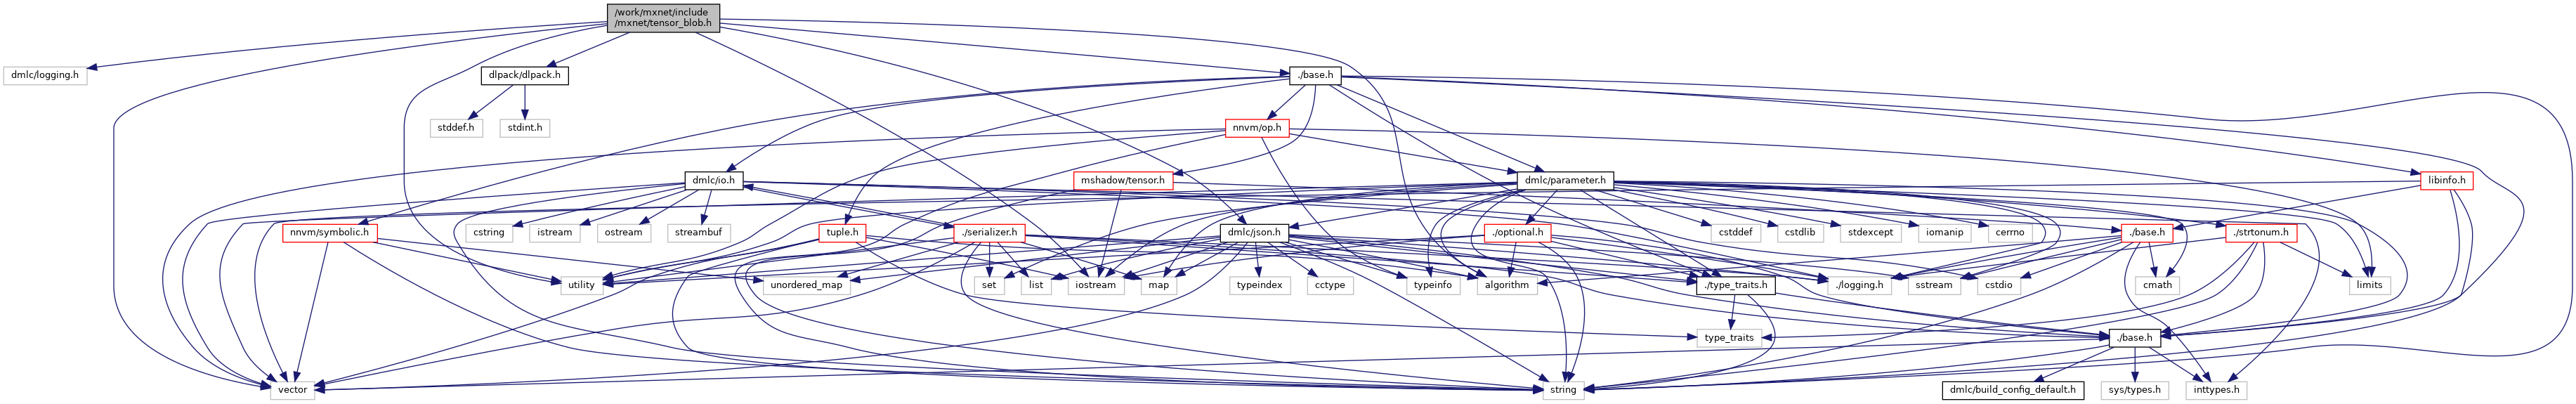 /work/mxnet/include
/mxnet/tensor_blob.h
dmlc/logging.h
dlpack/dlpack.h
./base.h
stddef.h
stdint.h
nnvm/op.h
dmlc/io.h
mshadow/tensor.h
dmlc/parameter.h
libinfo.h
nnvm/symbolic.h
cstring
istream
ostream
streambuf
tuple.h
./serializer.h
dmlc/json.h
./optional.h
cstddef
cstdlib
stdexcept
iomanip
cerrno
./base.h
./strtonum.h
utility
unordered_map
set
list
iostream
map
typeindex
cctype
typeinfo
algorithm
./type_traits.h
./logging.h
sstream
cstdio
cmath
limits
type_traits
./base.h
vector
string
dmlc/build_config_default.h
sys/types.h
inttypes.h